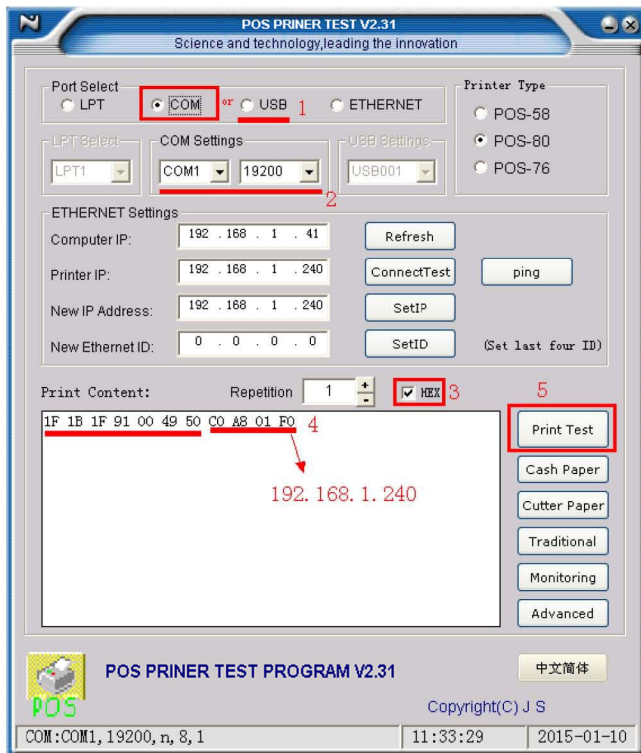 POS PRINER TEST V2.31
Science and technology,leading the innovation
Port Select
LPT COM or USB 1 ETHERNET
Printer Type
POS-58
POS-80
POS-76
LPT Select
LPT1
COM Settings
COM1 19200
2
USB Settings
USB001
ETHERNET Settings
Computer IP: 192 .168 . 1 . 41 Refresh
Printer IP: 192 .168 . 1 . 240 ConnectTest ping
New IP Address: 192 .168 . 1 . 240 SetIP
New Ethernet ID: 0 . 0 . 0 . 0 SetID (Set last four ID)
Print Content: Repetition 1 + - HEX 3 5
1F 1B 1F 91 00 49 50 C0 A8 01 F0 4
192.168.1.240
Print Test
Cash Paper
Cutter Paper
Traditional
Monitoring
Advanced
POS
POS PRINER TEST PROGRAM V2.31
中文简体
Copyright(C) J S
COM:COM1,19200,n,8,1 11:33:29 2015-01-10